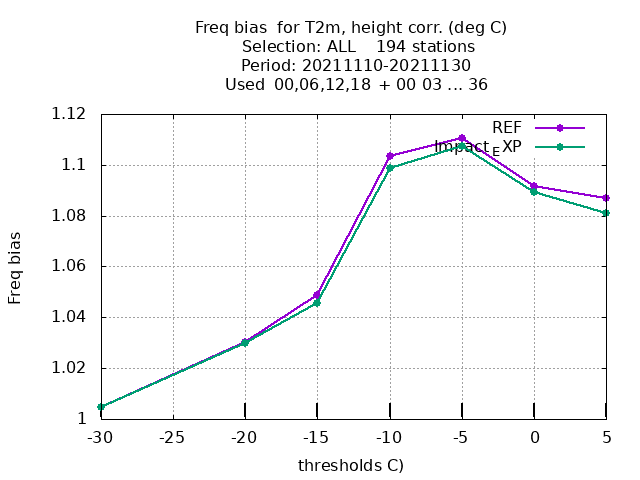 Freq bias  for T2m, height corr. (deg C)
Selection: ALL    194 stations
Period: 20211110-20211130
Used  00,06,12,18  + 00 03 ... 36
REF
Impact_EXP
Freq bias
1.12
1.1
1.08
1.06
1.04
1.02
1
-30 -25 -20 -15 -10 -5 0 5
thresholds C)